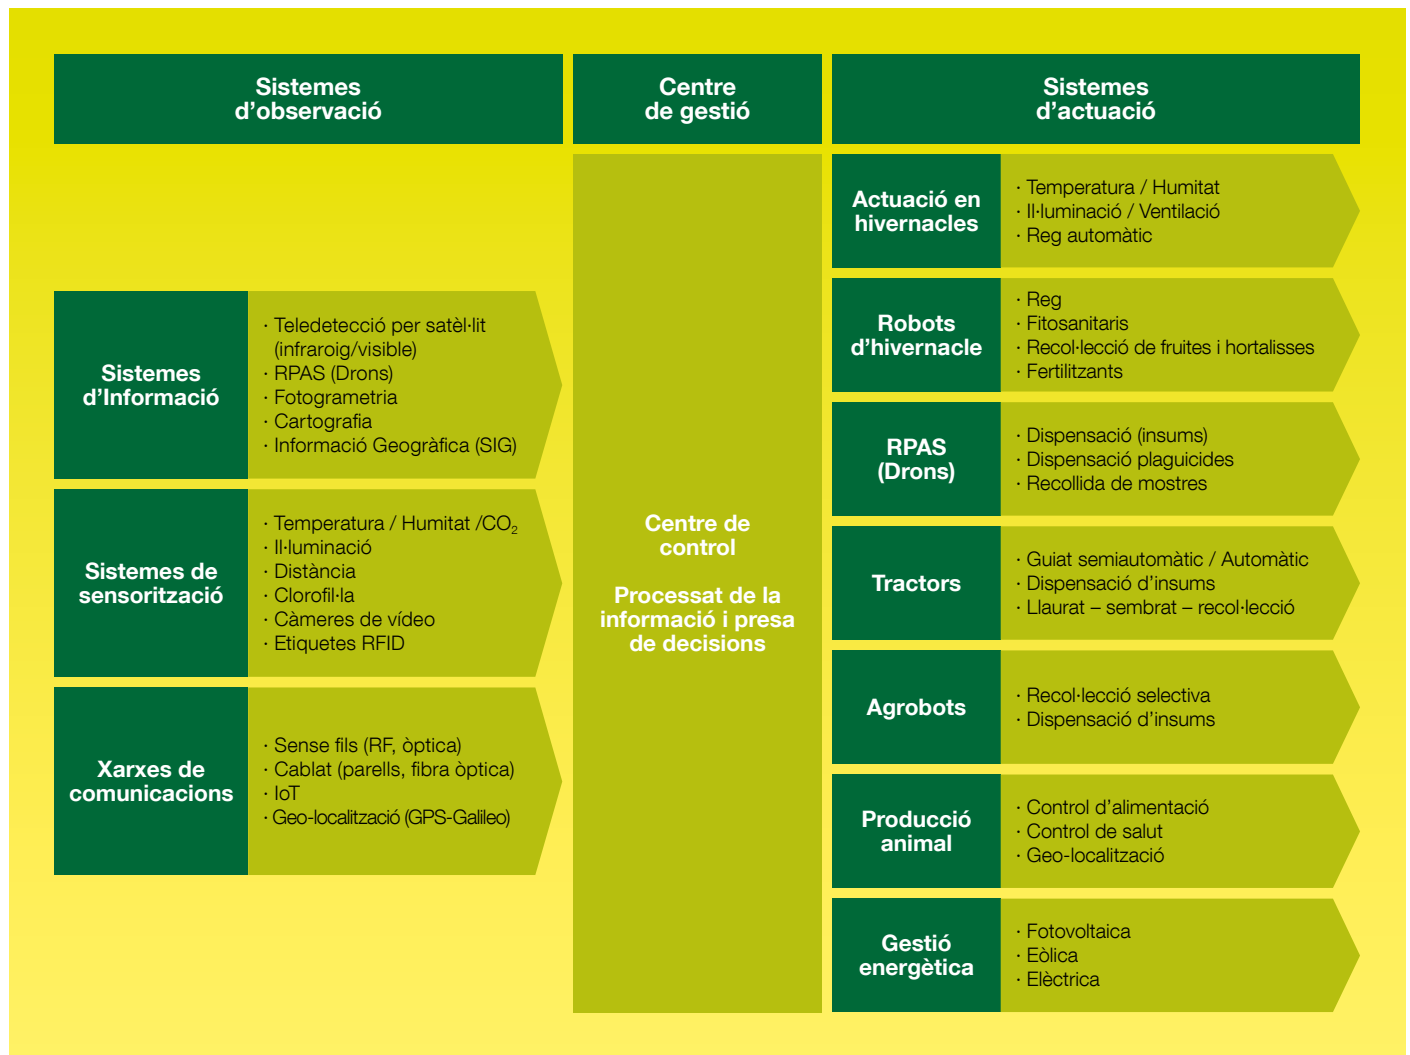 Sistemes
d’observació
Centre
de gestió
Sistemes
d’actuació
Sistemes
d’Informació
· Teledetecció per satèl·lit
(infraroig/visible)
· RPAS (Drons)
· Fotogrametria
· Cartografia
· Informació Geogràfica (SIG)
Sistemes de
sensorització
· Temperatura / Humitat /CO₂
· Il·luminació
· Distància
· Clorofil·la
· Càmeres de vídeo
· Etiquetes RFID
Xarxes de
comunicacions
· Sense fils (RF, òptica)
· Cablat (parells, fibra òptica)
· IoT
· Geo-localització (GPS-Galileo)
Centre de
control
Processat de la
informació i presa
de decisions
Actuació en
hivernacles
· Temperatura / Humitat
· Il·luminació / Ventilació
· Reg automàtic
Robots
d’hivernacle
· Reg
· Fitosanitaris
· Recol·lecció de fruites i hortalisses
· Fertilitzants
RPAS
(Drons)
· Dispensació (insums)
· Dispensació plaguicides
· Recollida de mostres
Tractors
· Guiat semiautomàtic / Automàtic
· Dispensació d’insums
· Llaurat – sembrat – recol·lecció
Agrobots
· Recol·lecció selectiva
· Dispensació d’insums
Producció
animal
· Control d’alimentació
· Control de salut
· Geo-localització
Gestió
energètica
· Fotovoltaica
· Eòlica
· Elèctrica